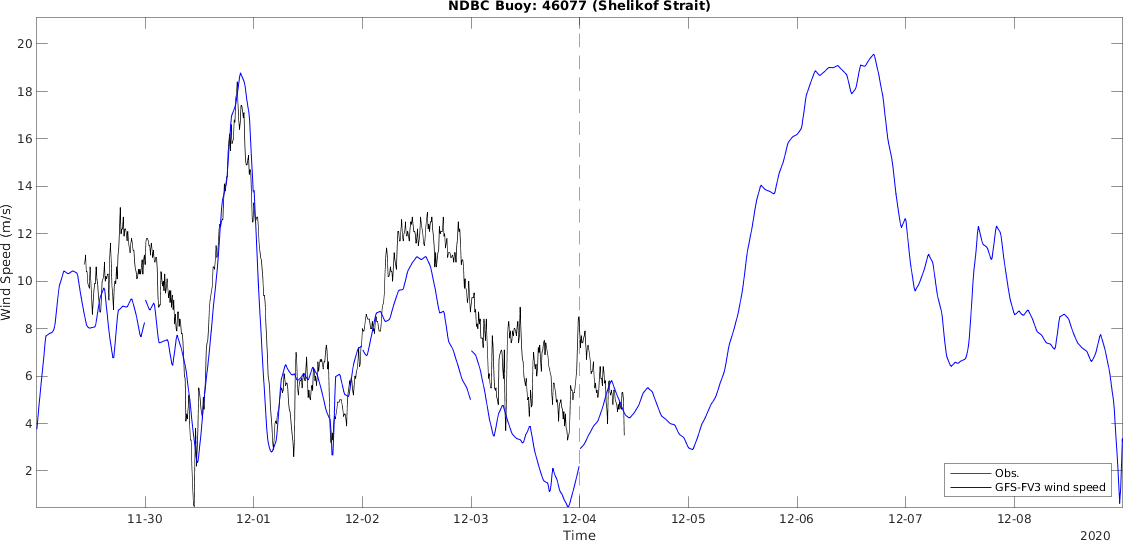 NDBC Buoy: 46077 (Shelikof Strait)
20
18
16
14
12
10
8
6
4
2
Wind Speed (m/s)
11-30 12-01 12-02 12-03 12-04 12-05 12-06 12-07 12-08
Time
2020
Obs.
GFS-FV3 wind speed